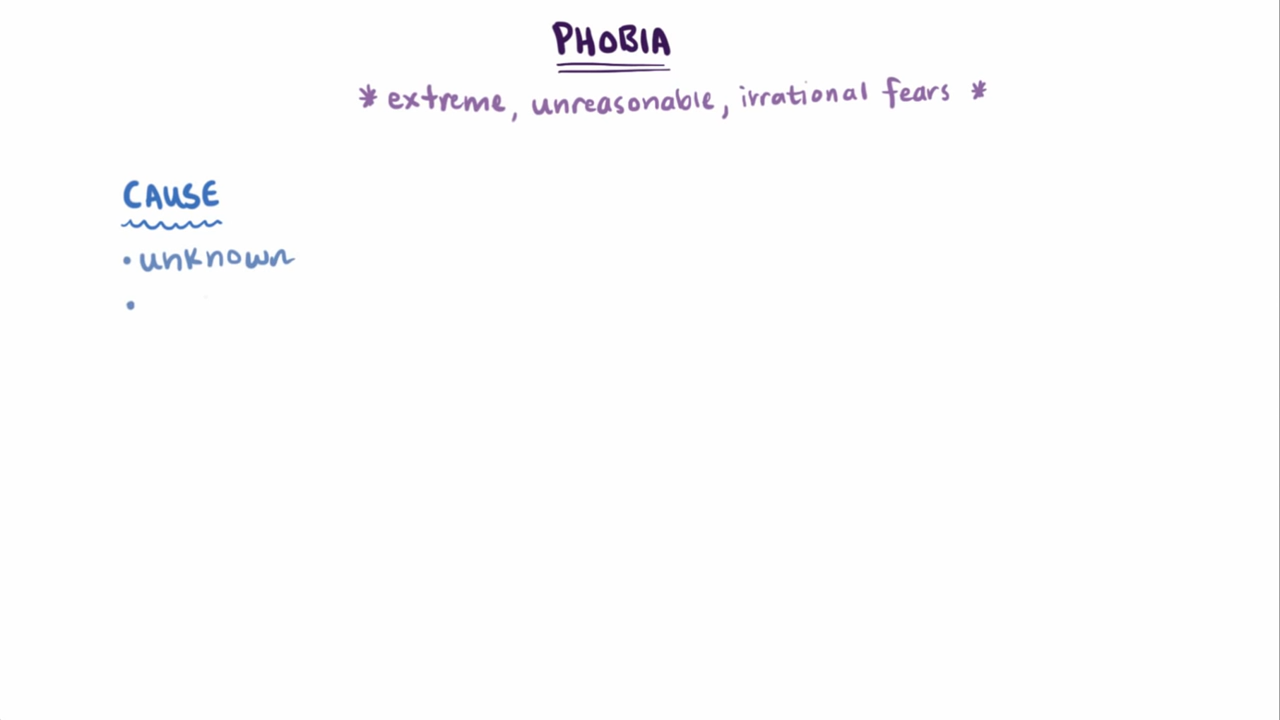 PHOBIA
* extreme, unreasonable, irrational fears *
CAUSE
• unknown
•